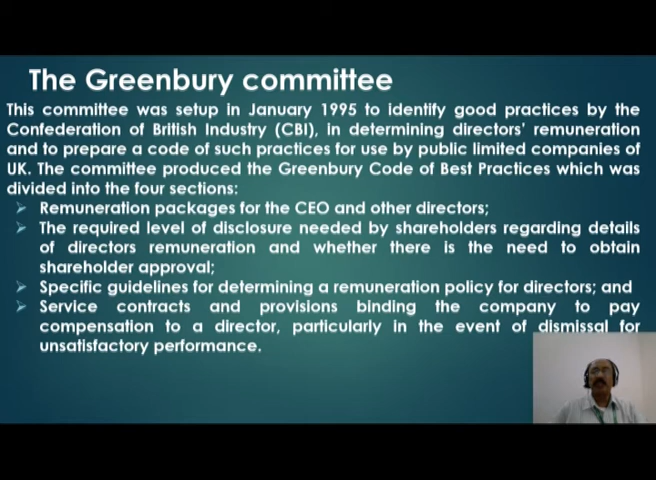 The Greenbury committee
This committee was setup in January 1995 to identify good practices by the
Confederation of British Industry (CBI), in determining directors' remuneration
and to prepare a code of such practices for use by public limited companies of
UK. The committee produced the Greenbury Code of Best Practices which was
divided into the four sections:
Remuneration packages for the CEO and other directors;
The required level of disclosure needed by shareholders regarding details
of directors remuneration and whether there is the need to obtain
shareholder approval;
Specific guidelines for determining a remuneration policy for directors; and
Service contracts and provisions binding the company to pay
compensation to a director, particularly in the event of dismissal for
unsatisfactory performance.